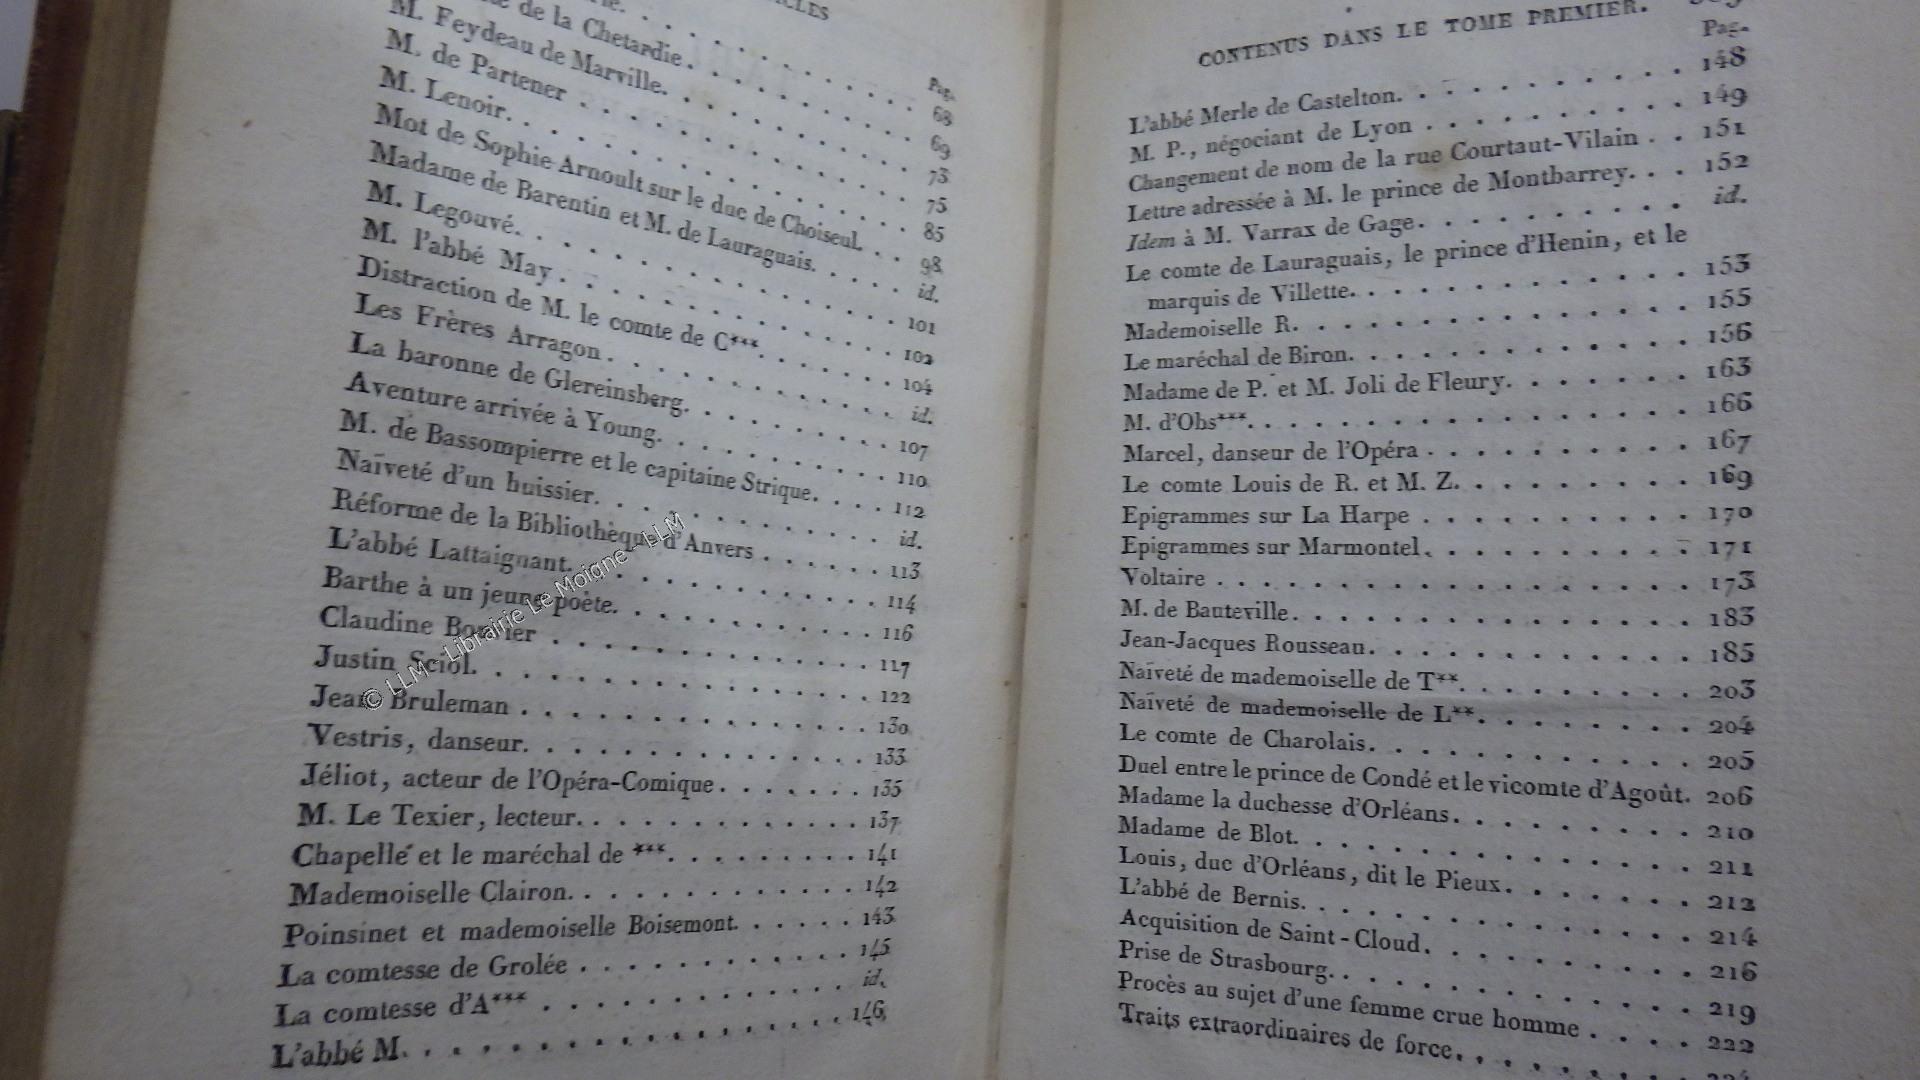 CLES
Pag.
de la Chetardie. 68
M. Feydeau de Marville. 69
M. de Partener 73
M. Lenoir. 75
Mot de Sophie Arnoult sur le duc de Choiseul. 85
Madame de Barentin et M. de Lauraguais. 98
M. Legouvé. id.
M. l'abbé May 101
Distraction de M. le comte de C***. 102
Les Frères Arragon. 104
La baronne de Glereinsberg. id.
Aventure arrivée à Young. 107
M. de Bassompierre et le capitaine Strique. 110
Naïveté d'un huissier. 112
Réforme de la Bibliothèque d'Anvers id.
L'abbé Lattaignant. 113
Barthe à un jeune poète. 114
Claudine 116
Justin Sciol. 117
Jean Bruleman 122
Vestris, danseur. 130
Jéliot, acteur de l'Opéra-Comique 133
M. Le Texier, lecteur. 135
Chapelle et le maréchal de ***. 137
Mademoiselle Clairon. 141
Poinsinet et mademoiselle Boisemont. 142
La comtesse de Grolée 143
La comtesse d'A*** 145
L'abbé M. id.
146
© LLM - Librairie Le Moigne - LLM
CONTENUS DANS LE TOME PREMIER.
Pag.
L'abbé Merle de Castelton. 148
M. P., négociant de Lyon 149
Changement de nom de la rue Courtaut-Vilain 151
Lettre adressée à M. le prince de Montbarrey. 152
Idem à M. Varrax de Gage. id.
Le comte de Lauraguais, le prince d'Henin, et le
marquis de Villette. 153
Mademoiselle R. 155
Le maréchal de Biron. 156
Madame de P. et M. Joli de Fleury. 163
M. d'Obs***. 166
Marcel, danseur de l'Opéra 167
Le comte Louis de R. et M. Z. 169
Epigrammes sur La Harpe 170
Epigrammes sur Marmontel. 171
Voltaire 173
M. de Bauteville. 183
Jean-Jacques Rousseau. 185
Naïveté de mademoiselle de T**. 203
Naïveté de mademoiselle de L**. 204
Le comte de Charolais. 205
Duel entre le prince de Condé et le vicomte d'Agoût. 206
Madame la duchesse d'Orléans. 210
Madame de Blot. 211
Louis, duc d'Orléans, dit le Pieux. 212
L'abbé de Bernis. 214
Acquisition de Saint-Cloud. 216
Prise de Strasbourg. 219
Procès au sujet d'une femme crue homme 222
Traits extraordinaires de force.